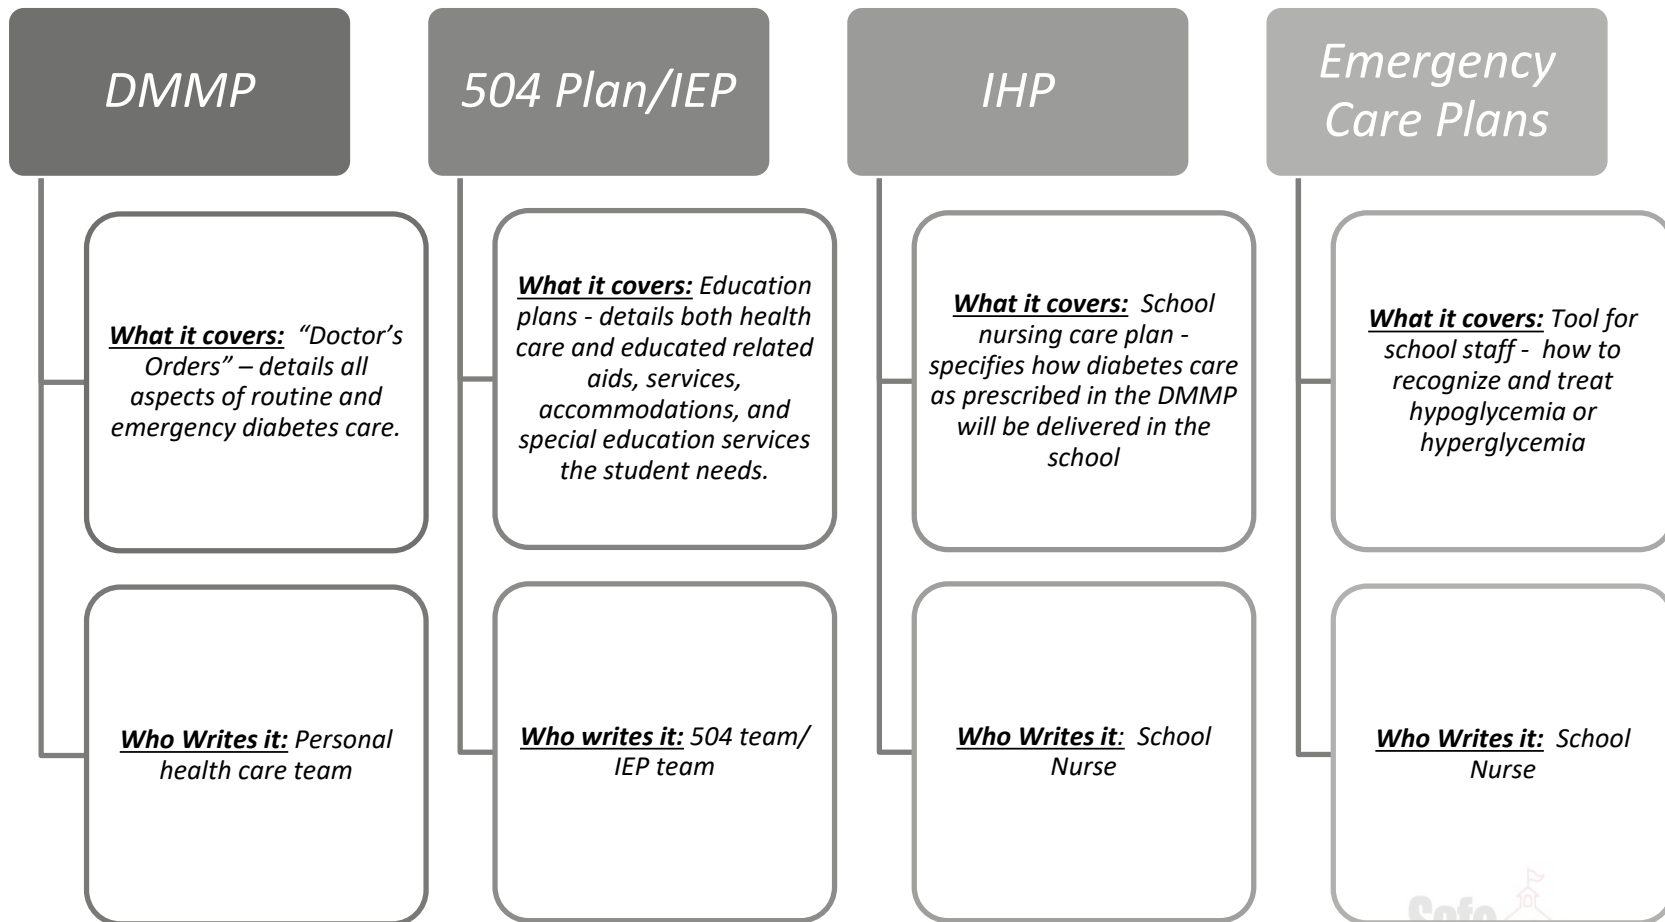 DMMP
What it covers: “Doctor’s
Orders” – details all
aspects of routine and
emergency diabetes care.
Who Writes it: Personal
health care team
504 Plan/IEP
What it covers: Education
plans - details both health
care and educated related
aids, services,
accommodations, and
special education services
the student needs.
Who writes it: 504 team/
IEP team
IHP
What it covers: School
nursing care plan -
specifies how diabetes care
as prescribed in the DMMP
will be delivered in the
school
Who Writes it: School
Nurse
Emergency
Care Plans
What it covers: Tool for
school staff - how to
recognize and treat
hypoglycemia or
hyperglycemia
Who Writes it: School
Nurse
Safe